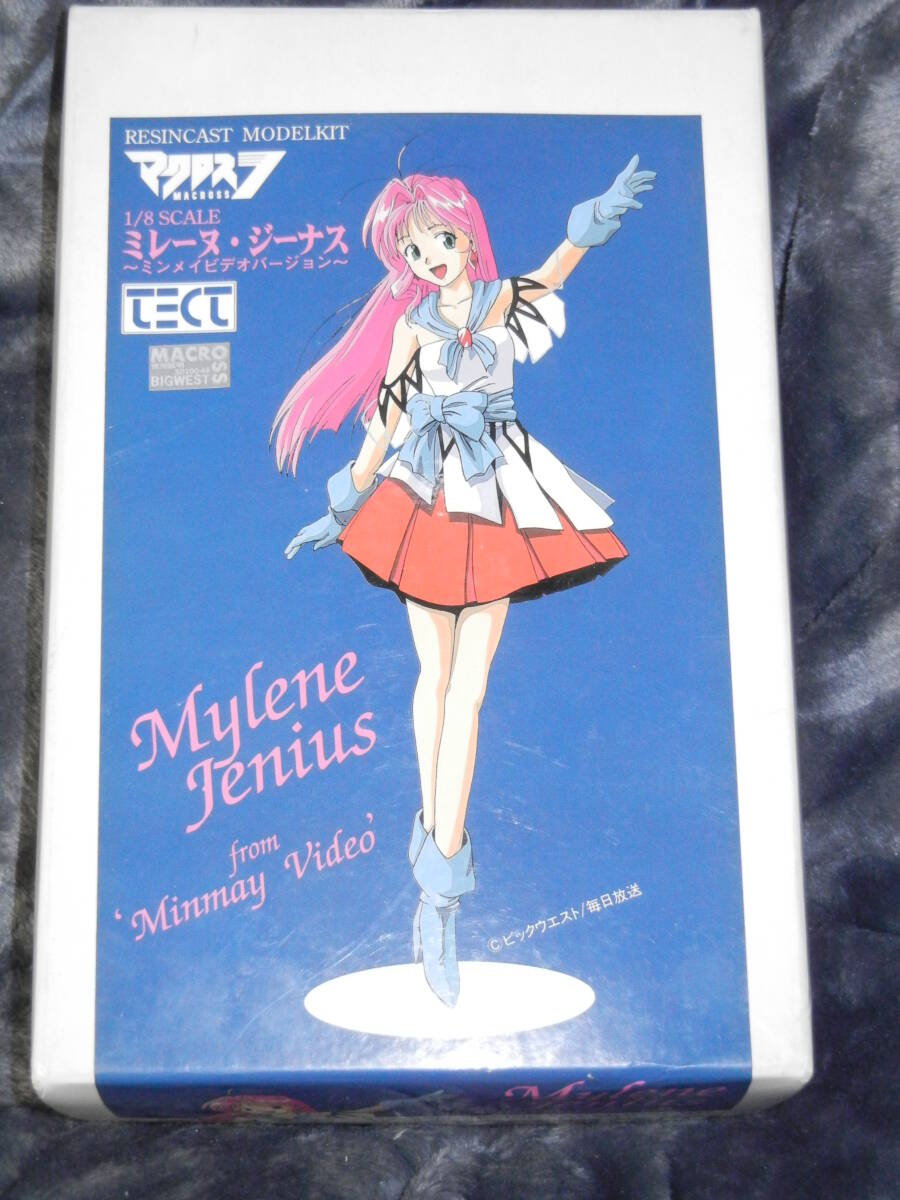 RESINCAST MODELKIT
マクロス7
MACROSS
1/8 SCALE
ミレーヌ・ジーナス
～ミンメイビデオバージョン～
TECT
MACROSS
BIGWEST
Mylene
Jenius
from
'Minmay Video'
©ビックウエスト/毎日放送
Mylene